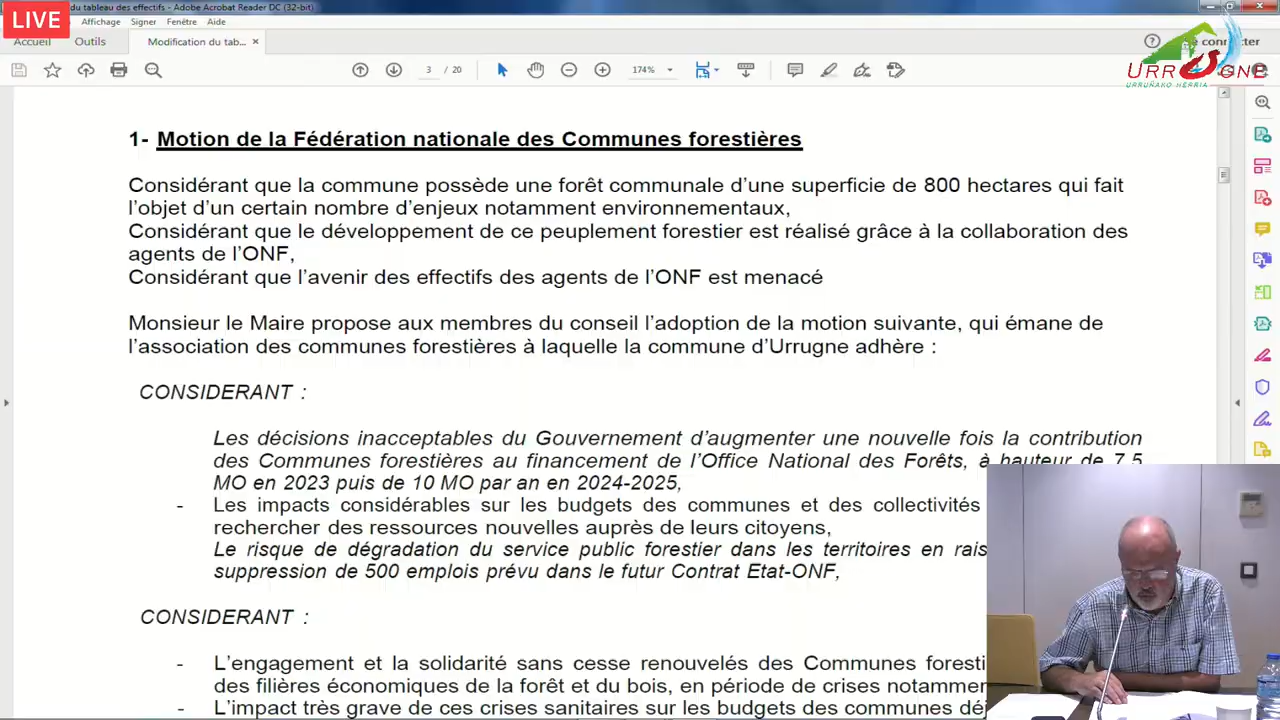 LIVE
du tableau des effectifs - Adobe Acrobat Reader DC (32-bit)
Affichage Signer Fenêtre Aide
Accueil Outils Modification du tab...
3 / 20 174%
URRUGNE
URRUÑAKO HERRIA
1- Motion de la Fédération nationale des Communes forestières
Considérant que la commune possède une forêt communale d’une superficie de 800 hectares qui fait
l’objet d’un certain nombre d’enjeux notamment environnementaux,
Considérant que le développement de ce peuplement forestier est réalisé grâce à la collaboration des
agents de l’ONF,
Considérant que l’avenir des effectifs des agents de l’ONF est menacé
Monsieur le Maire propose aux membres du conseil l’adoption de la motion suivante, qui émane de
l’association des communes forestières à laquelle la commune d’Urrugne adhère :
CONSIDERANT :
Les décisions inacceptables du Gouvernement d’augmenter une nouvelle fois la contribution
des Communes forestières au financement de l’Office National des Forêts, à hauteur de 7,5
MO en 2023 puis de 10 MO par an en 2024-2025,
- Les impacts considérables sur les budgets des communes et des collectivités
rechercher des ressources nouvelles auprès de leurs citoyens,
Le risque de dégradation du service public forestier dans les territoires en rais
suppression de 500 emplois prévu dans le futur Contrat Etat-ONF,
CONSIDERANT :
- L’engagement et la solidarité sans cesse renouvelés des Communes foresti
des filières économiques de la forêt et du bois, en période de crises notammen
- L’impact très grave de ces crises sanitaires sur les budgets des communes déj